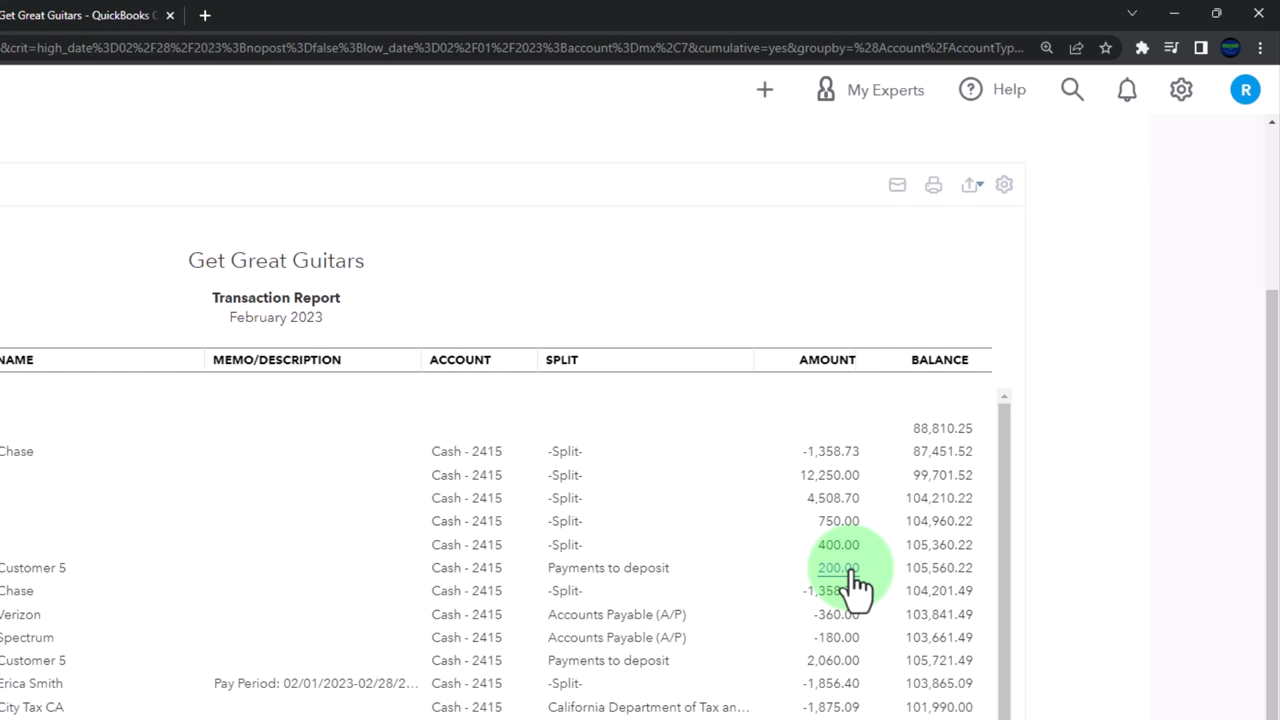 Get Great Guitars - QuickBooks C
&crit=high_date%3D02%2F28%2F2023%3Bnopost%3Dfalse%3Blow_date%3D02%2F01%2F2023%3Baccount%3Dmx%2C7&cumulative=yes&groupby=%28Account%2FAccountTyp...
My Experts Help R
Get Great Guitars
Transaction Report
February 2023
NAME MEMO/DESCRIPTION ACCOUNT SPLIT AMOUNT BALANCE
88,810.25
Chase Cash - 2415 -Split- -1,358.73 87,451.52
Cash - 2415 -Split- 12,250.00 99,701.52
Cash - 2415 -Split- 4,508.70 104,210.22
Cash - 2415 -Split- 750.00 104,960.22
Cash - 2415 -Split- 400.00 105,360.22
Customer 5 Cash - 2415 Payments to deposit 200.00 105,560.22
Chase Cash - 2415 -Split- 104,201.49
Verizon Cash - 2415 Accounts Payable (A/P) -360.00 103,841.49
Spectrum Cash - 2415 Accounts Payable (A/P) -180.00 103,661.49
Customer 5 Cash - 2415 Payments to deposit 2,060.00 105,721.49
Erica Smith Pay Period: 02/01/2023-02/28/2... Cash - 2415 -Split- -1,856.40 103,865.09
City Tax CA Cash - 2415 California Department of Tax an... -1,875.09 101,990.00